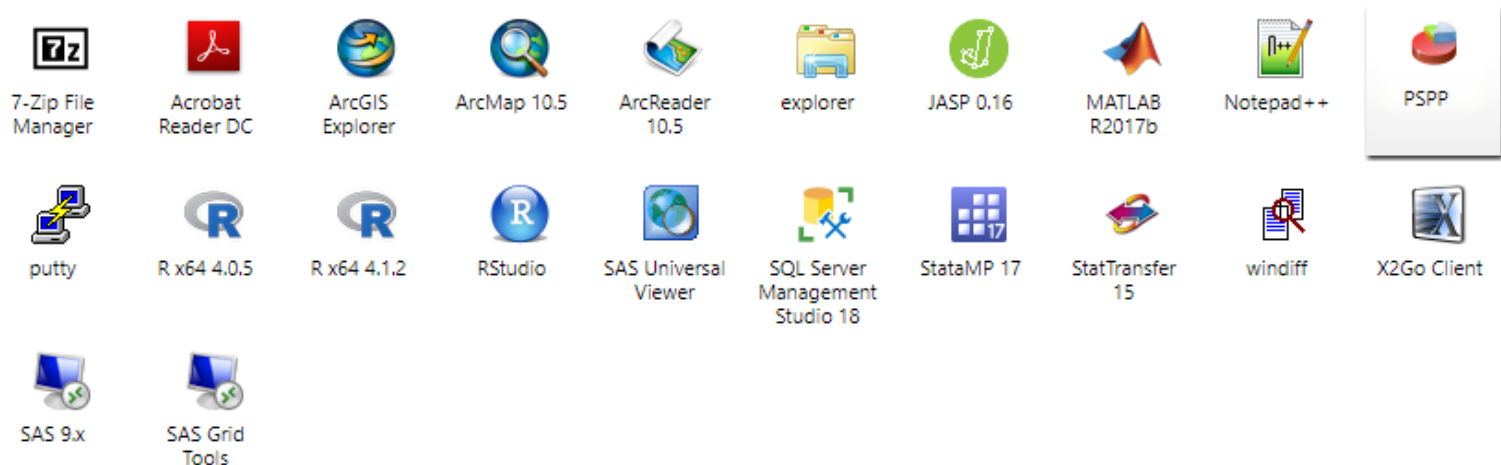 7z
7-Zip File
Manager
Acrobat
Reader DC
ArcGIS
Explorer
ArcMap 10.5
ArcReader
10.5
explorer
JASP 0.16
MATLAB
R2017b
n++
Notepad++
PSPP
putty
R
R x64 4.0.5
R
R x64 4.1.2
R
RStudio
SAS Universal
Viewer
SQL Server
Management
Studio 18
17
StataMP 17
StatTransfer
15
windiff
X
X2Go Client
SAS 9.x
SAS Grid
Tools